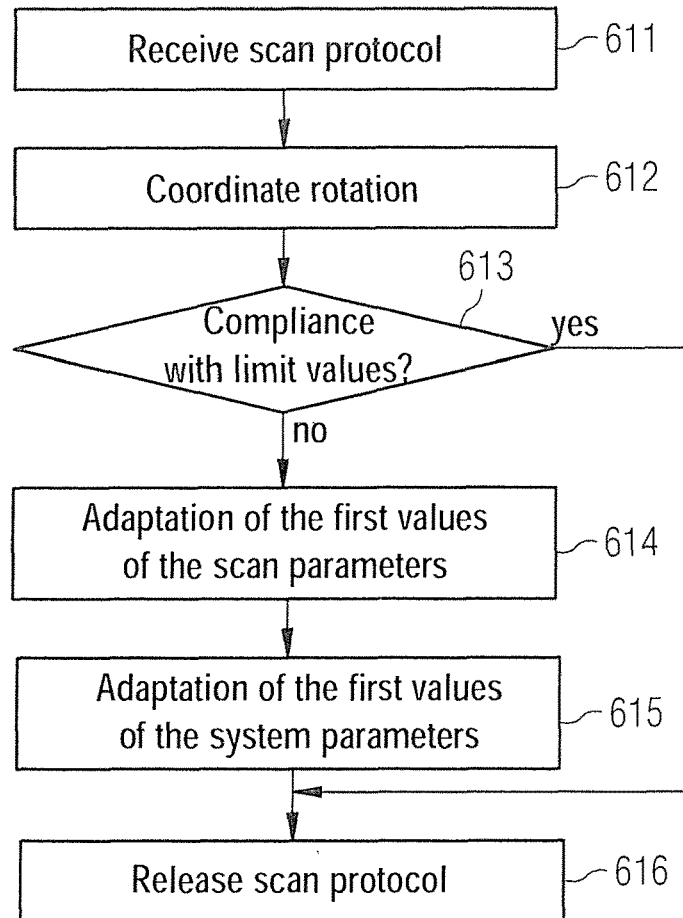 Receive scan protocol
611
Coordinate rotation
612
613
Compliance
with limit values?
yes
no
Adaptation of the first values
of the scan parameters
614
Adaptation of the first values
of the system parameters
615
Release scan protocol
616